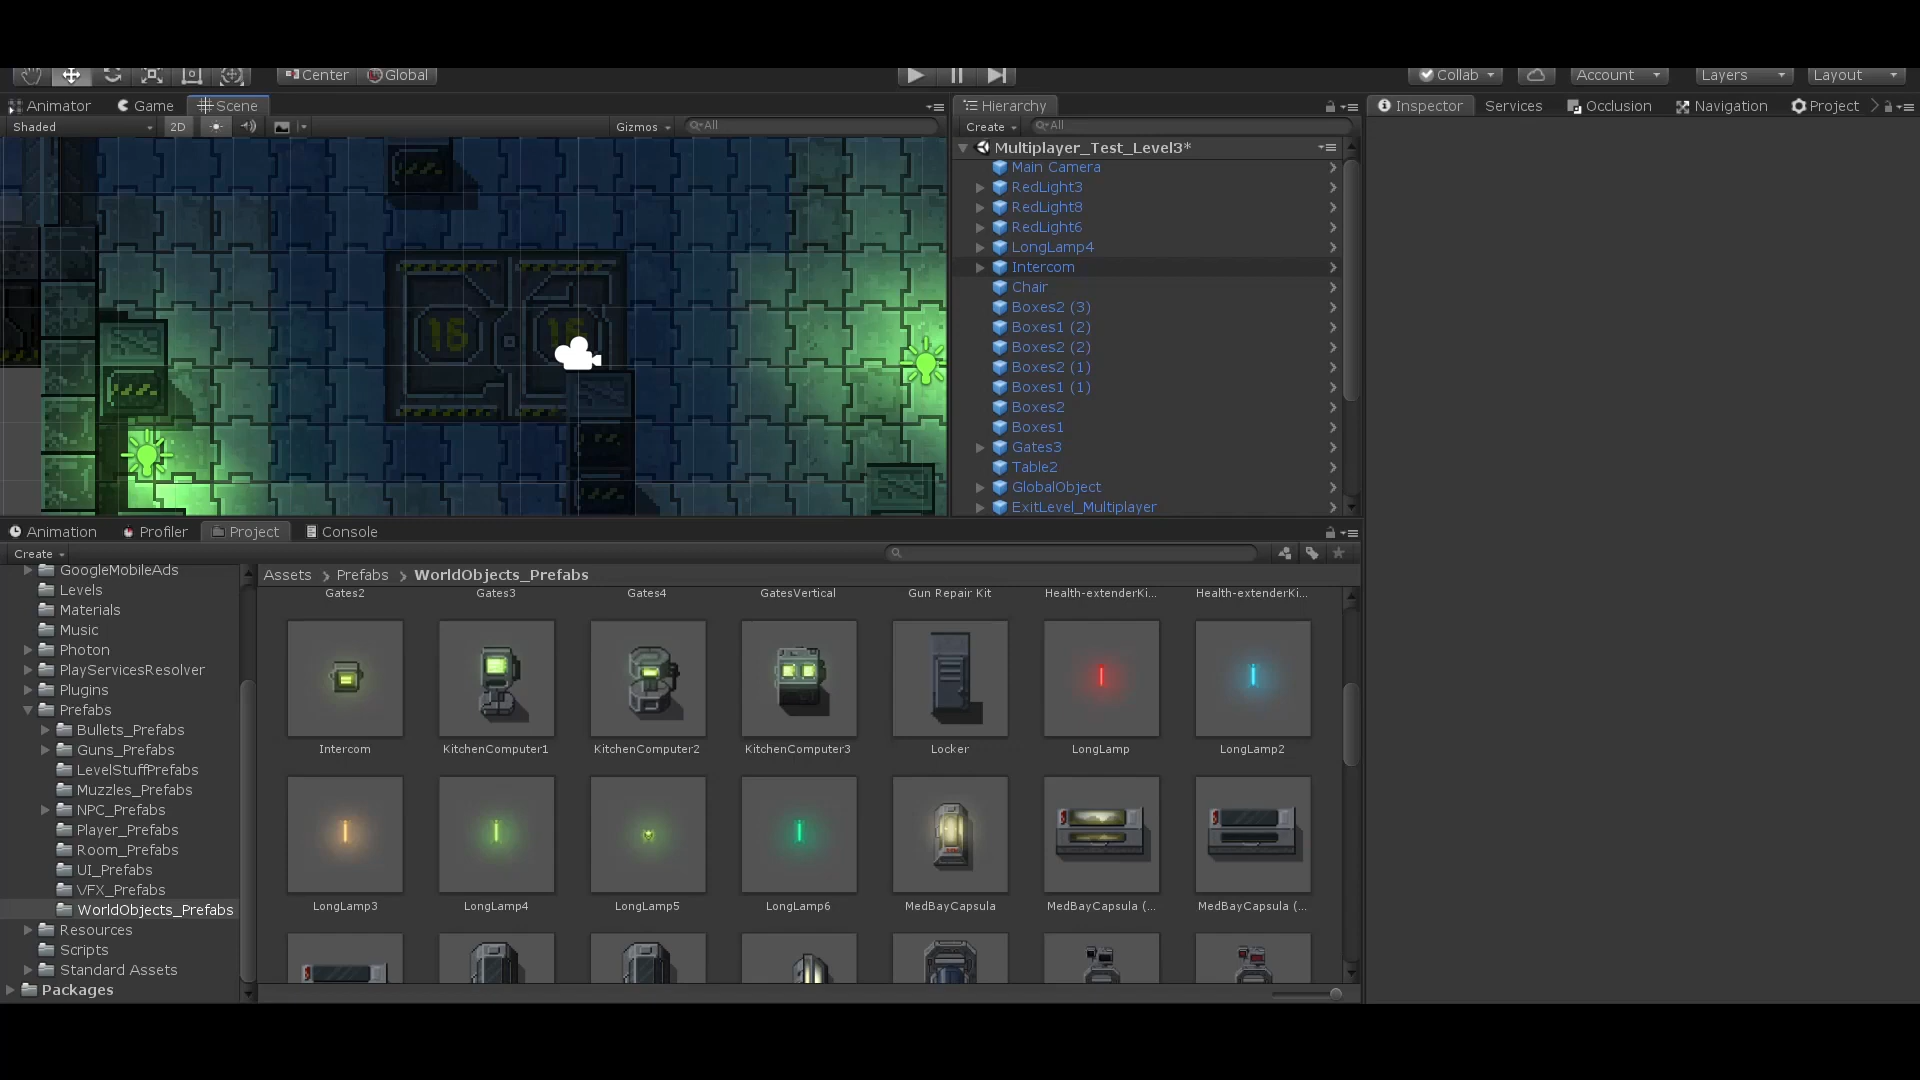 Center Global
Collab Account Layers Layout
Animator Game Scene
Hierarchy
Inspector Services Occlusion Navigation Project
Shaded 2D Gizmos All
Create All
Multiplayer_Test_Level3*
Main Camera
RedLight3
RedLight8
RedLight6
LongLamp4
Intercom
Chair
Boxes2 (3)
Boxes1 (2)
Boxes2 (2)
Boxes2 (1)
Boxes1 (1)
Boxes2
Boxes1
Gates3
Table2
GlobalObject
ExitLevel_Multiplayer
16 16
Animation Profiler Project Console
Create
GoogleMobileAds
Levels
Materials
Music
Photon
PlayServicesResolver
Plugins
Prefabs
Bullets_Prefabs
Guns_Prefabs
LevelStuffPrefabs
Muzzles_Prefabs
NPC_Prefabs
Player_Prefabs
Room_Prefabs
UI_Prefabs
VFX_Prefabs
WorldObjects_Prefabs
Resources
Scripts
Standard Assets
Packages
Assets Prefabs WorldObjects_Prefabs
Gates2 Gates3 Gates4 GatesVertical Gun Repair Kit Health-extenderKi... Health-extenderKi...
Intercom KitchenComputer1 KitchenComputer2 KitchenComputer3 Locker LongLamp LongLamp2
LongLamp3 LongLamp4 LongLamp5 LongLamp6 MedBayCapsula MedBayCapsula (... MedBayCapsula (...